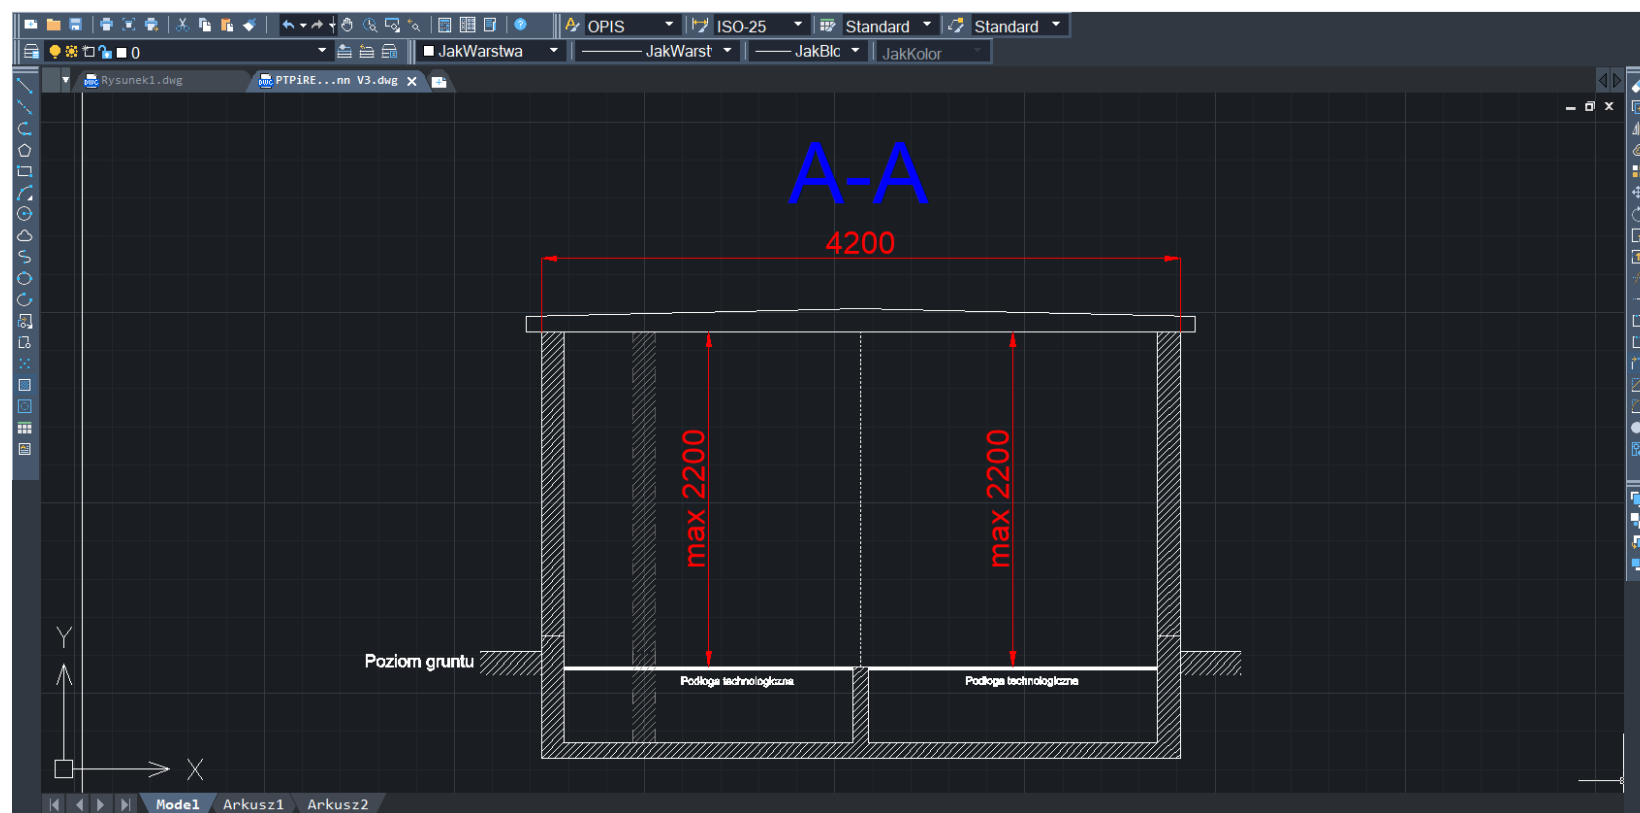 OPIS
ISO-25
Standard
Standard
0
JakWarstwa
JakWarst
JakBlc
JakKolor
Rysunek1.dwg
PTPiRE...nn V3.dwg
A-A
4200
max 2200
max 2200
Poziom gruntu
Podłoga technologiczna
Podłoga technologiczna
Y
X
Model
Arkusz1
Arkusz2